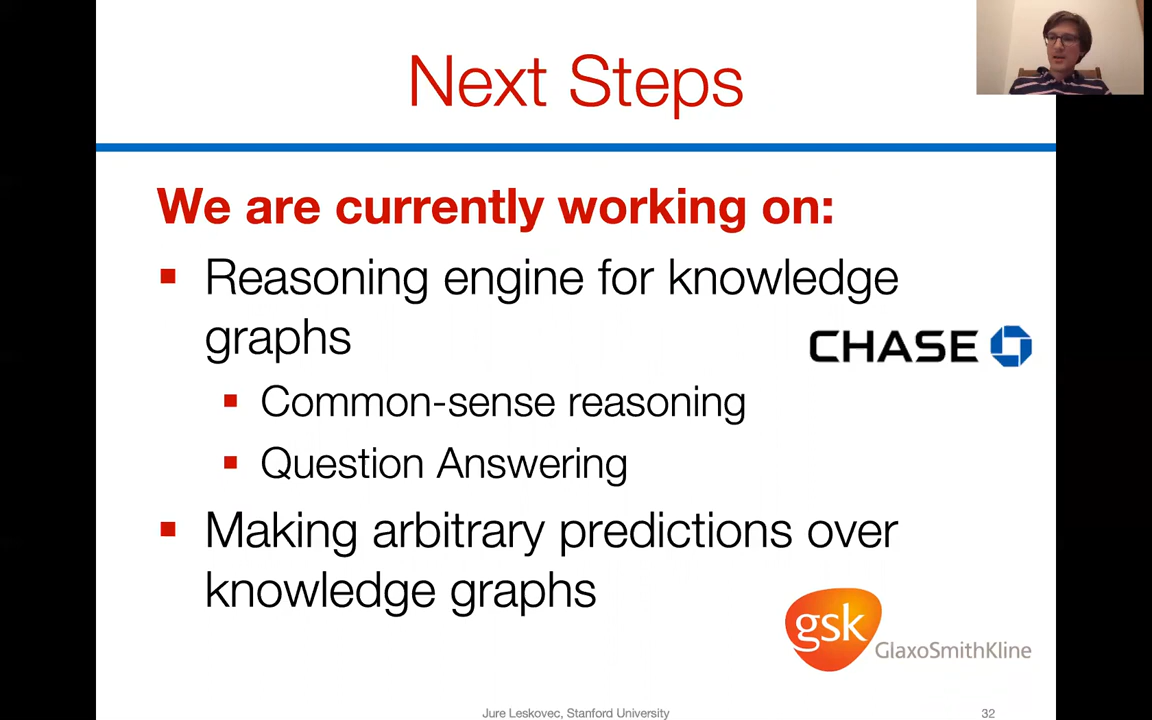 Next Steps
We are currently working on:
Reasoning engine for knowledge
graphs
CHASE
Common-sense reasoning
Question Answering
Making arbitrary predictions over
knowledge graphs
gsk
GlaxoSmithKline
Jure Leskovec, Stanford University
32